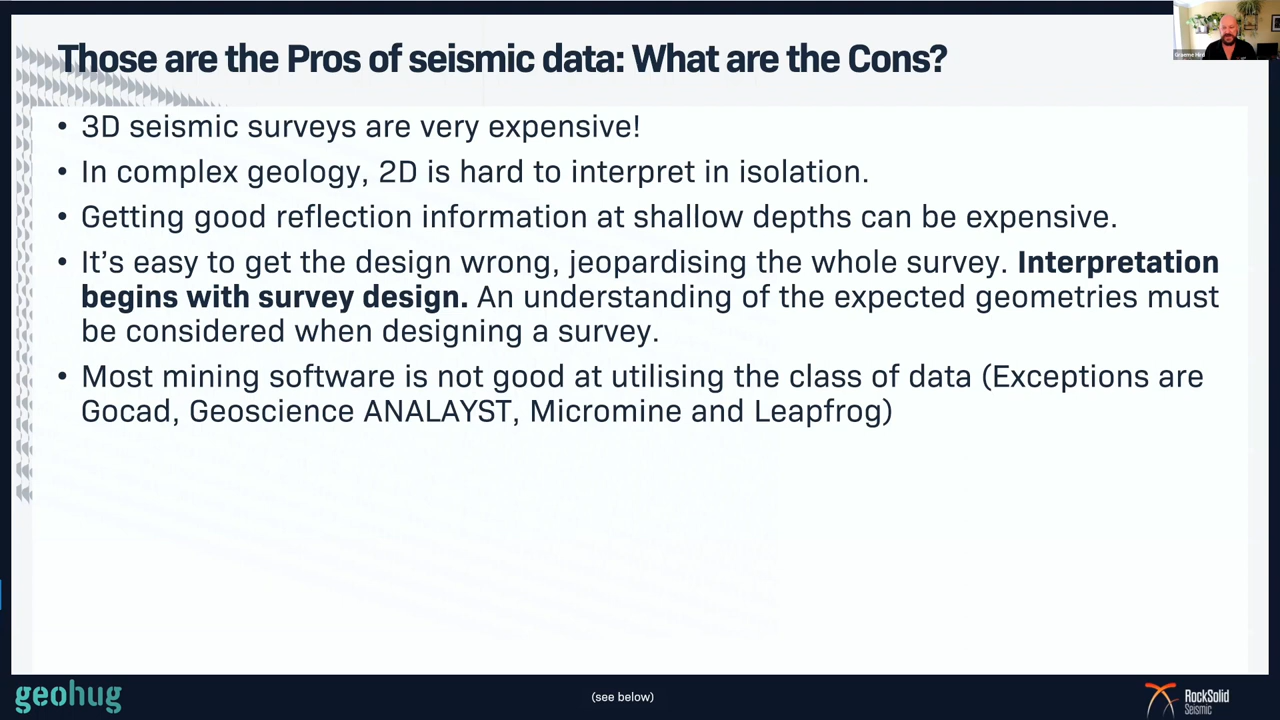 Those are the Pros of seismic data: What are the Cons?
• 3D seismic surveys are very expensive!
• In complex geology, 2D is hard to interpret in isolation.
• Getting good reflection information at shallow depths can be expensive.
• It's easy to get the design wrong, jeopardising the whole survey. Interpretation
begins with survey design. An understanding of the expected geometries must
be considered when designing a survey.
• Most mining software is not good at utilising the class of data (Exceptions are
Gocad, Geoscience ANALAYST, Micromine and Leapfrog)
Graeme
geohug
(see below)
RockSolid
Seismic